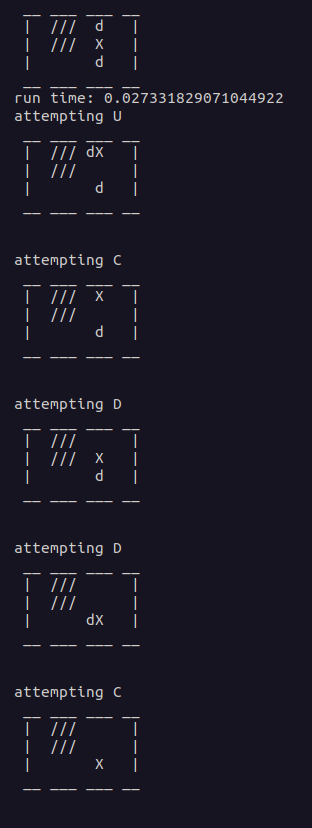 __ ___ ___ __
 |  ///  d   |
 |  ///  X   |
 |       d   |
 __ ___ ___ __
run time: 0.027331829071044922
attempting U
 __ ___ ___ __
 |  /// dX   |
 |  ///      |
 |       d   |
 __ ___ ___ __
attempting C
 __ ___ ___ __
 |  ///  X   |
 |  ///      |
 |       d   |
 __ ___ ___ __
attempting D
 __ ___ ___ __
 |  ///      |
 |  ///  X   |
 |       d   |
 __ ___ ___ __
attempting D
 __ ___ ___ __
 |  ///      |
 |  ///      |
 |      dX   |
 __ ___ ___ __
attempting C
 __ ___ ___ __
 |  ///      |
 |  ///      |
 |       X   |
 __ ___ ___ __